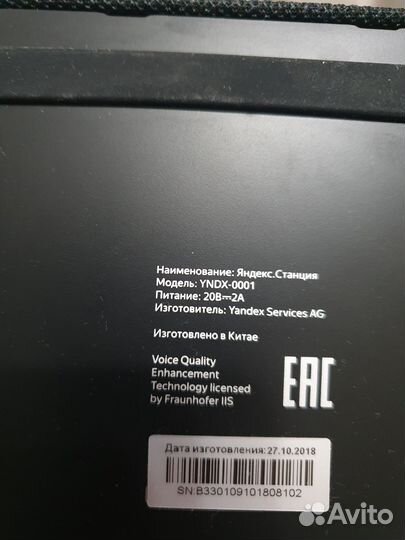 Наименование: Яндекс.Станция
Модель: YNDX-0001
Питание: 20В⎓2А
Изготовитель: Yandex Services AG
Изготовлено в Китае
Voice Quality
Enhancement
Technology licensed
by Fraunhofer IIS
EAC
Дата изготовления: 27.10.2018
SN:B330109101808102
Avito